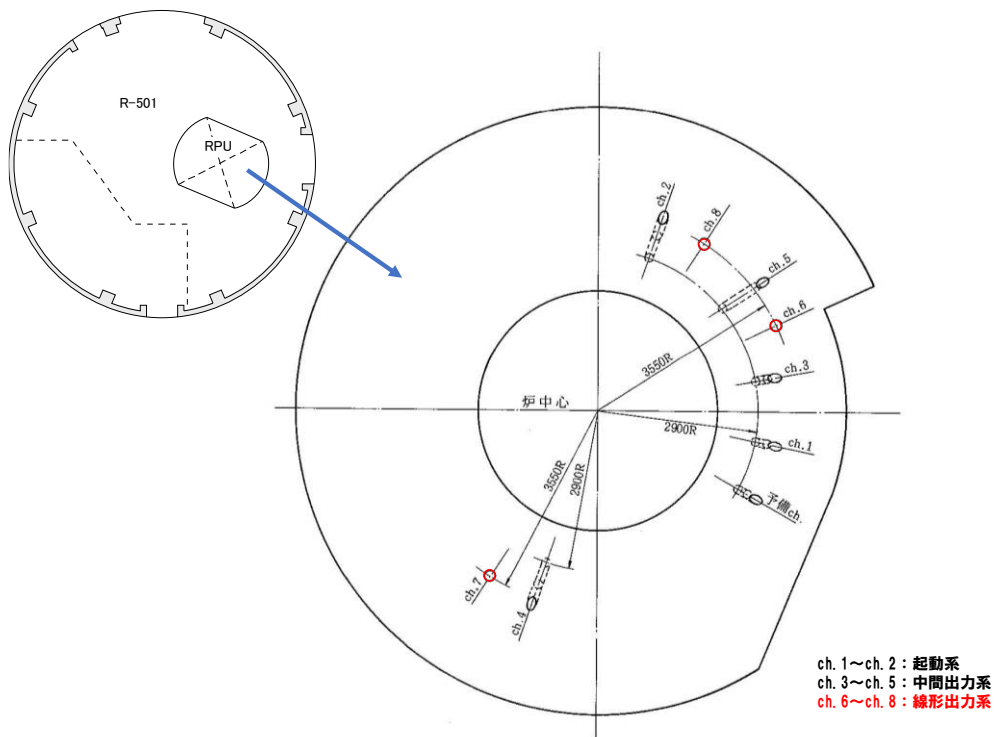 R-501
RPU
ch.2
ch.8
ch.5
ch.6
3550R
ch.3
炉中心
2900R
ch.1
3550R
2900R
予備ch.
ch.7
ch.4
ch.1～ch.2：起動系
ch.3～ch.5：中間出力系
ch.6～ch.8：線形出力系